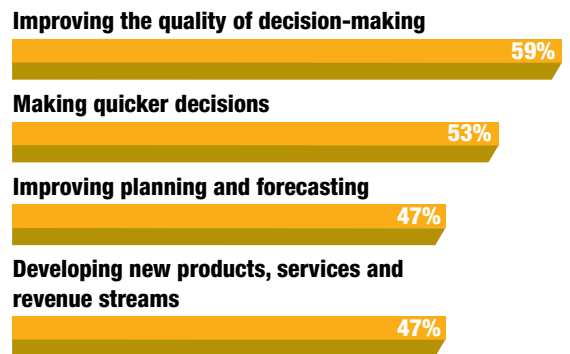 Improving the quality of decision-making
59%
Making quicker decisions
53%
Improving planning and forecasting
47%
Developing new products, services and
revenue streams
47%